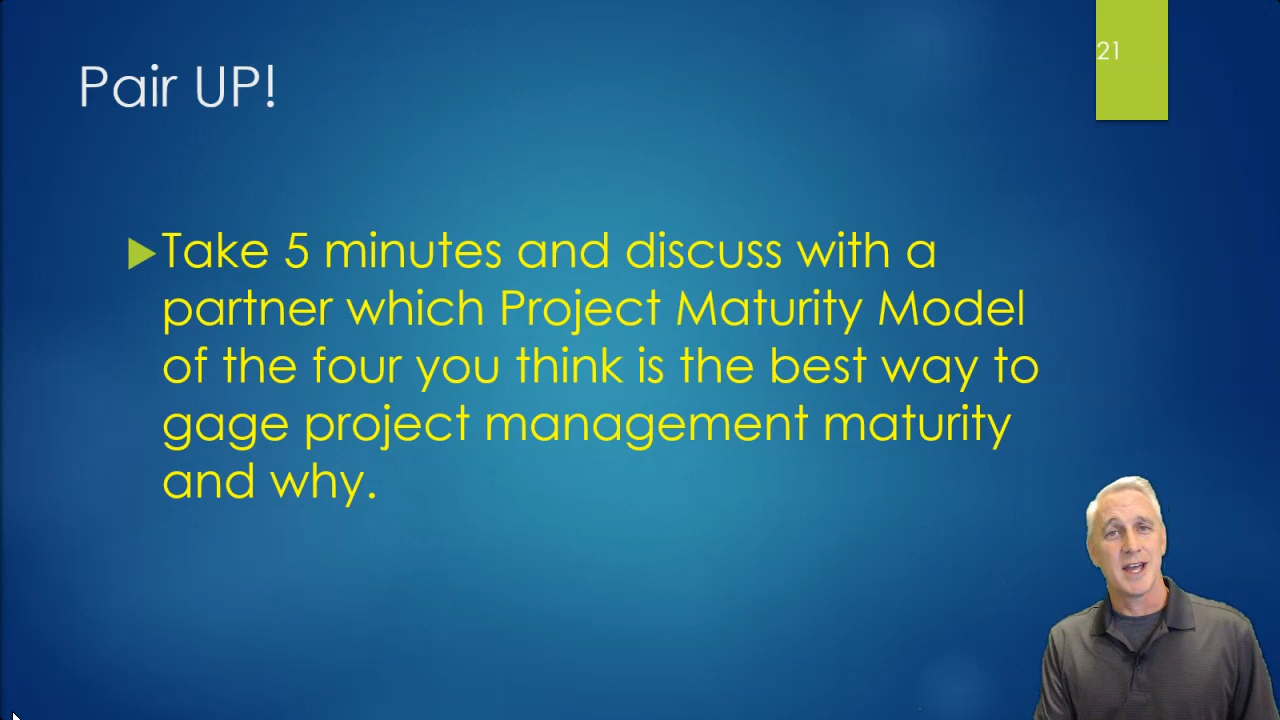 21
Pair UP!
Take 5 minutes and discuss with a
partner which Project Maturity Model
of the four you think is the best way to
gage project management maturity
and why.